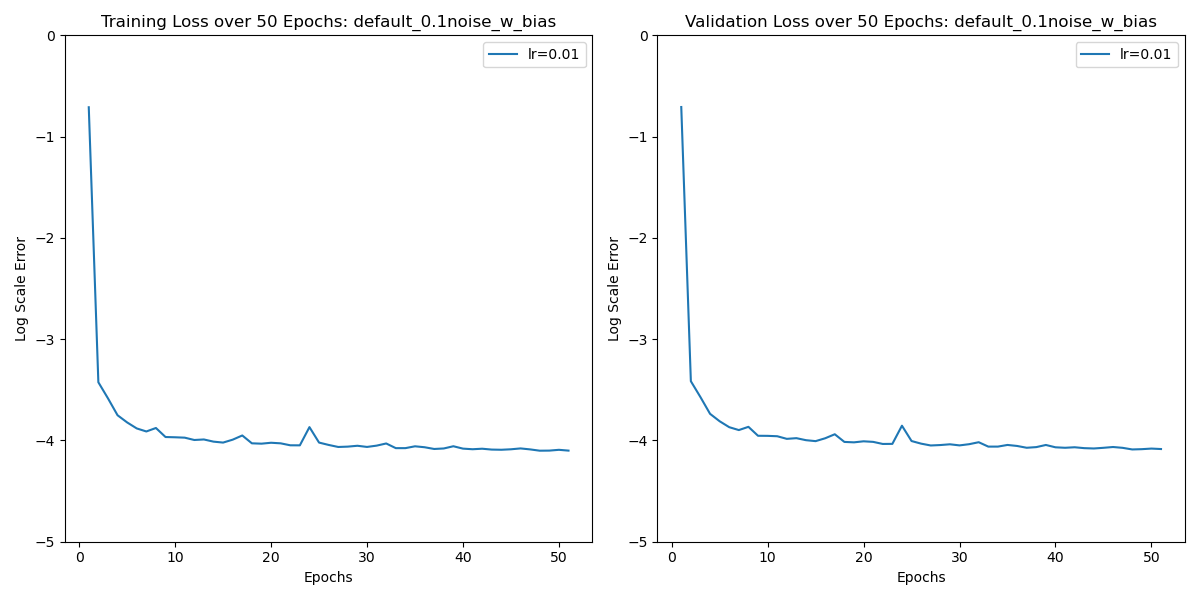 Training Loss over 50 Epochs: default_0.1noise_w_bias
lr=0.01
0
−1
−2
−3
−4
−5
Log Scale Error
0 10 20 30 40 50
Epochs
Validation Loss over 50 Epochs: default_0.1noise_w_bias
lr=0.01
0
−1
−2
−3
−4
−5
Log Scale Error
0 10 20 30 40 50
Epochs